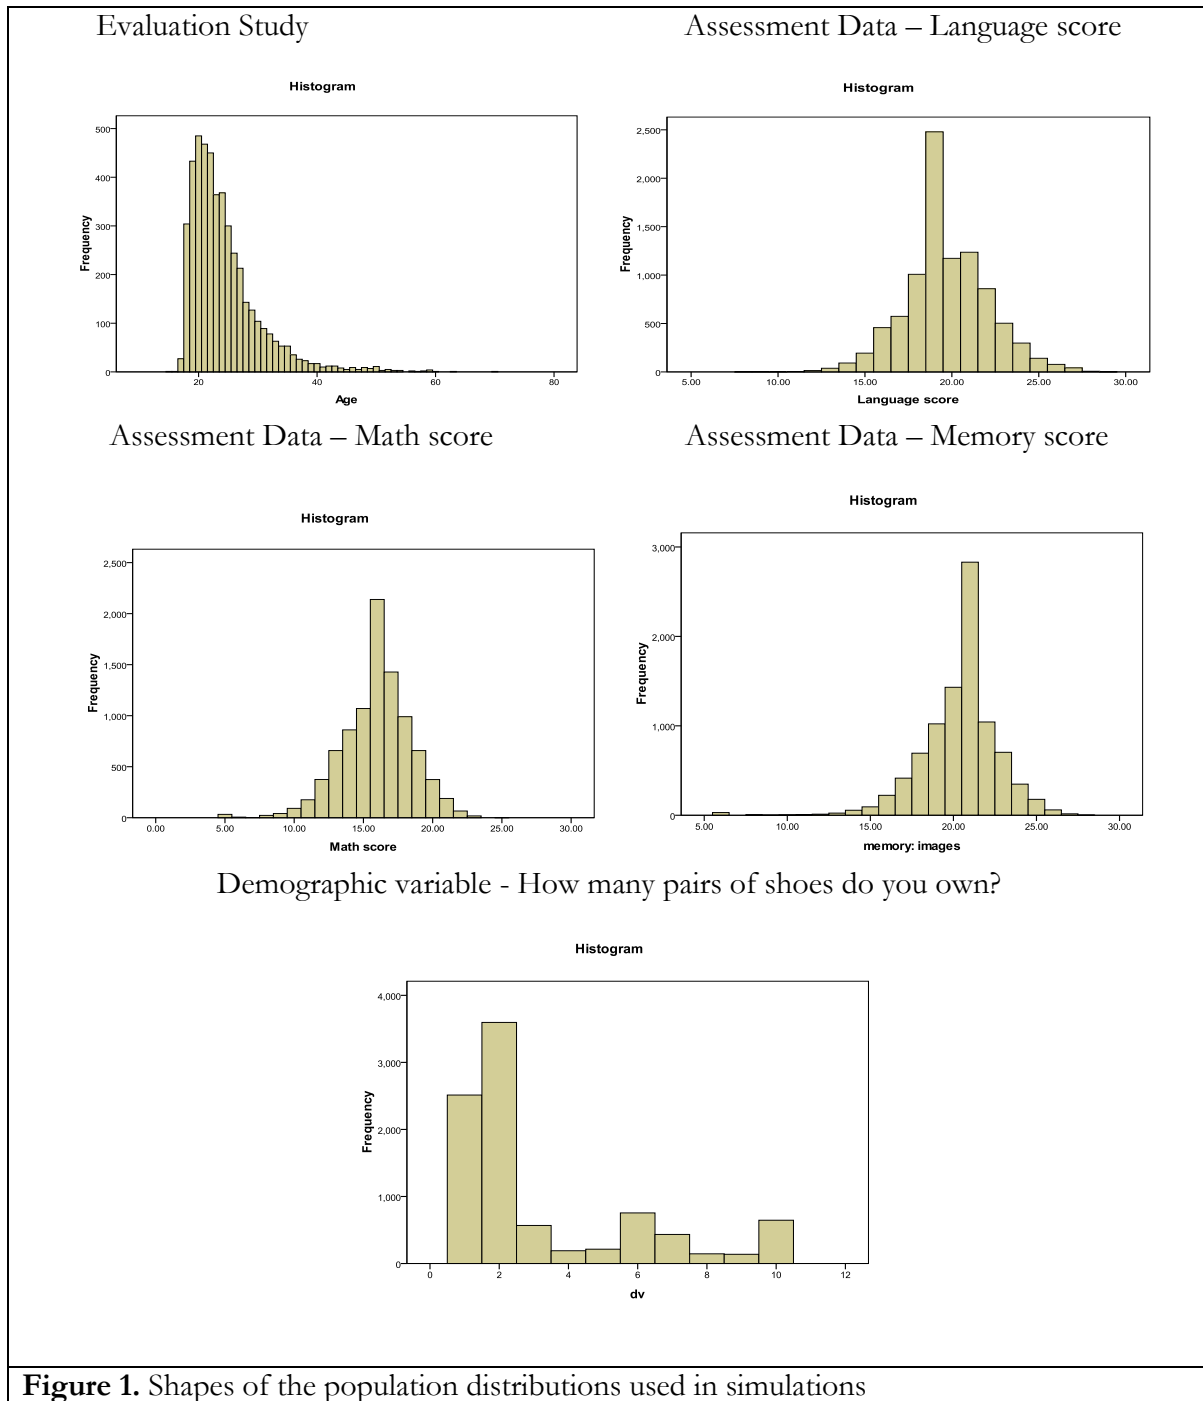 Evaluation Study
Assessment Data – Language score
Histogram
Histogram
500
400
300
200
100
0
Frequency
20 40 60 80
Age
2,500
2,000
1,500
1,000
500
0
Frequency
5.00 10.00 15.00 20.00 25.00 30.00
Language score
Assessment Data – Math score
Assessment Data – Memory score
Histogram
Histogram
2,500
2,000
1,500
1,000
500
0
Frequency
0.00 5.00 10.00 15.00 20.00 25.00 30.00
Math score
3,000
2,000
1,000
0
Frequency
5.00 10.00 15.00 20.00 25.00 30.00
memory: images
Demographic variable - How many pairs of shoes do you own?
Histogram
4,000
3,000
2,000
1,000
0
Frequency
0 2 4 6 8 10 12
dv
Figure 1. Shapes of the population distributions used in simulations